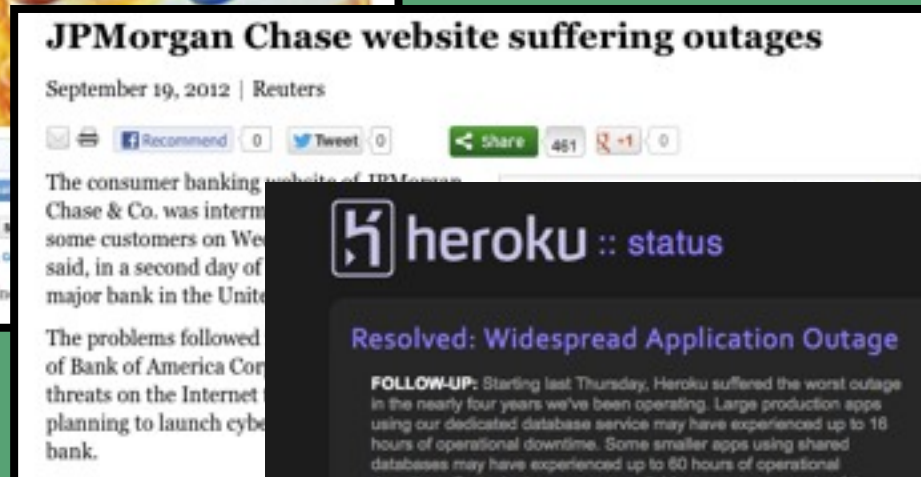 JPMorgan Chase website suffering outages
September 19, 2012 | Reuters
Recommend 0 Tweet 0 Share 461 +1 0
The consumer banking website of JPMorgan
Chase & Co. was interm
some customers on Wed
said, in a second day of
major bank in the Unite
The problems followed
of Bank of America Cor
threats on the Internet
planning to launch cybe
bank.
heroku :: status
Resolved: Widespread Application Outage
FOLLOW-UP: Starting last Thursday, Heroku suffered the worst outage
in the nearly four years we've been operating. Large production apps
using our dedicated database service may have experienced up to 16
hours of operational downtime. Some smaller apps using shared
databases may have experienced up to 60 hours of operational